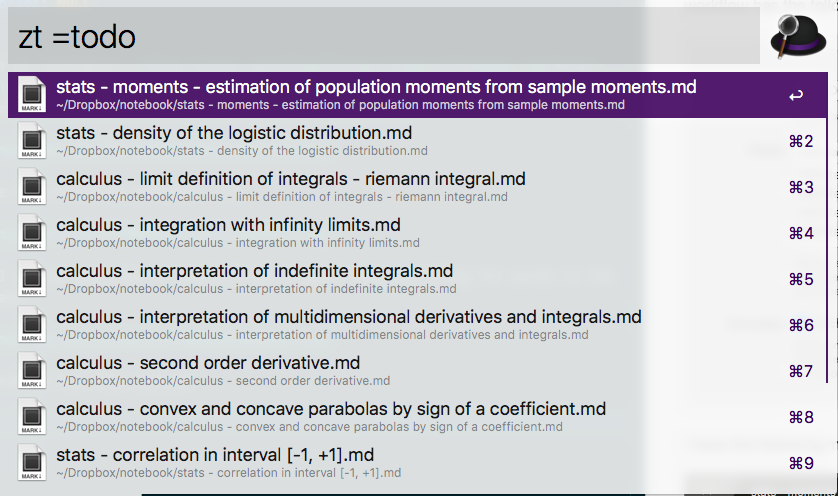 zt =todo
stats - moments - estimation of population moments from sample moments.md
~/Dropbox/notebook/stats - moments - estimation of population moments from sample moments.md
↩
stats - density of the logistic distribution.md
~/Dropbox/notebook/stats - density of the logistic distribution.md
⌘2
calculus - limit definition of integrals - riemann integral.md
~/Dropbox/notebook/calculus - limit definition of integrals - riemann integral.md
⌘3
calculus - integration with infinity limits.md
~/Dropbox/notebook/calculus - integration with infinity limits.md
⌘4
calculus - interpretation of indefinite integrals.md
~/Dropbox/notebook/calculus - interpretation of indefinite integrals.md
⌘5
calculus - interpretation of multidimensional derivatives and integrals.md
~/Dropbox/notebook/calculus - interpretation of multidimensional derivatives and integrals.md
⌘6
calculus - second order derivative.md
~/Dropbox/notebook/calculus - second order derivative.md
⌘7
calculus - convex and concave parabolas by sign of a coefficient.md
~/Dropbox/notebook/calculus - convex and concave parabolas by sign of a coefficient.md
⌘8
stats - correlation in interval [-1, +1].md
~/Dropbox/notebook/stats - correlation in interval [-1, +1].md
⌘9